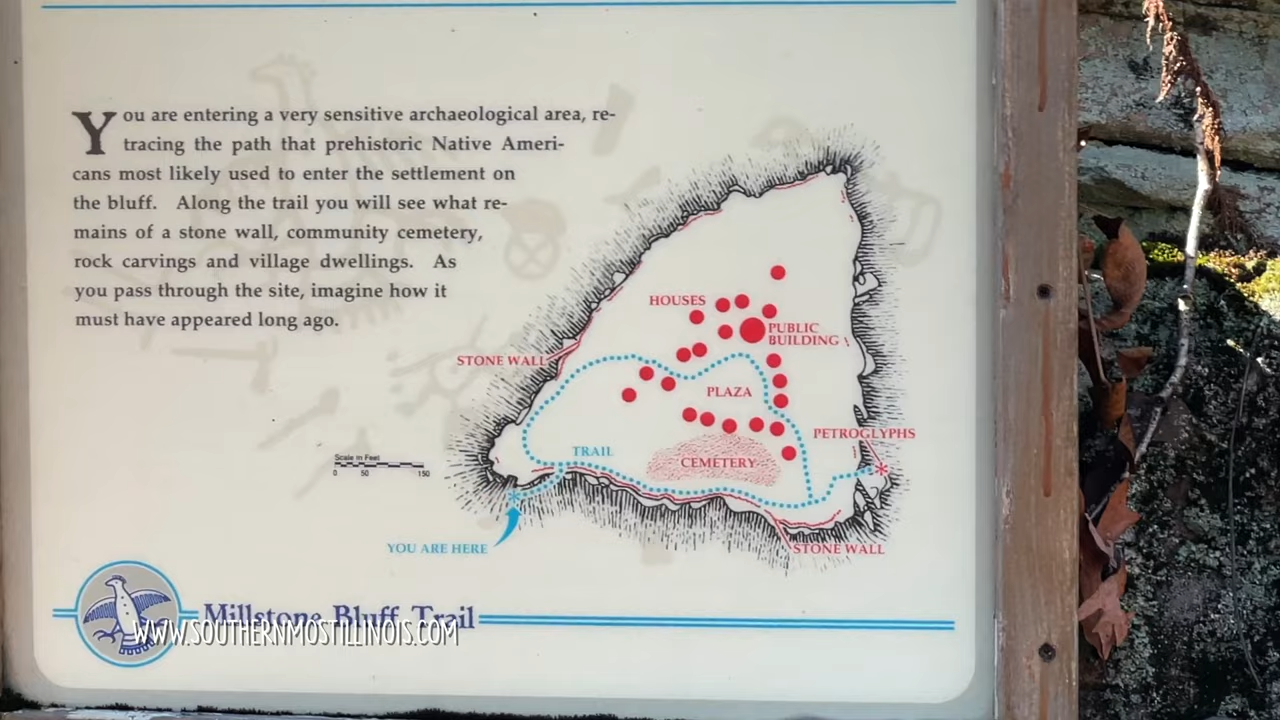 You are entering a very sensitive archaeological area, re-
tracing the path that prehistoric Native Ameri-
cans most likely used to enter the settlement on
the bluff. Along the trail you will see what re-
mains of a stone wall, community cemetery,
rock carvings and village dwellings. As
you pass through the site, imagine how it
must have appeared long ago.
HOUSES
PUBLIC
BUILDING
STONE WALL
PLAZA
PETROGLYPHS
TRAIL
CEMETERY
Scale in Feet
0 50 150
YOU ARE HERE
STONE WALL
Millstone Bluff Trail
WWW.SOUTHERNMOSTILLINOIS.COM